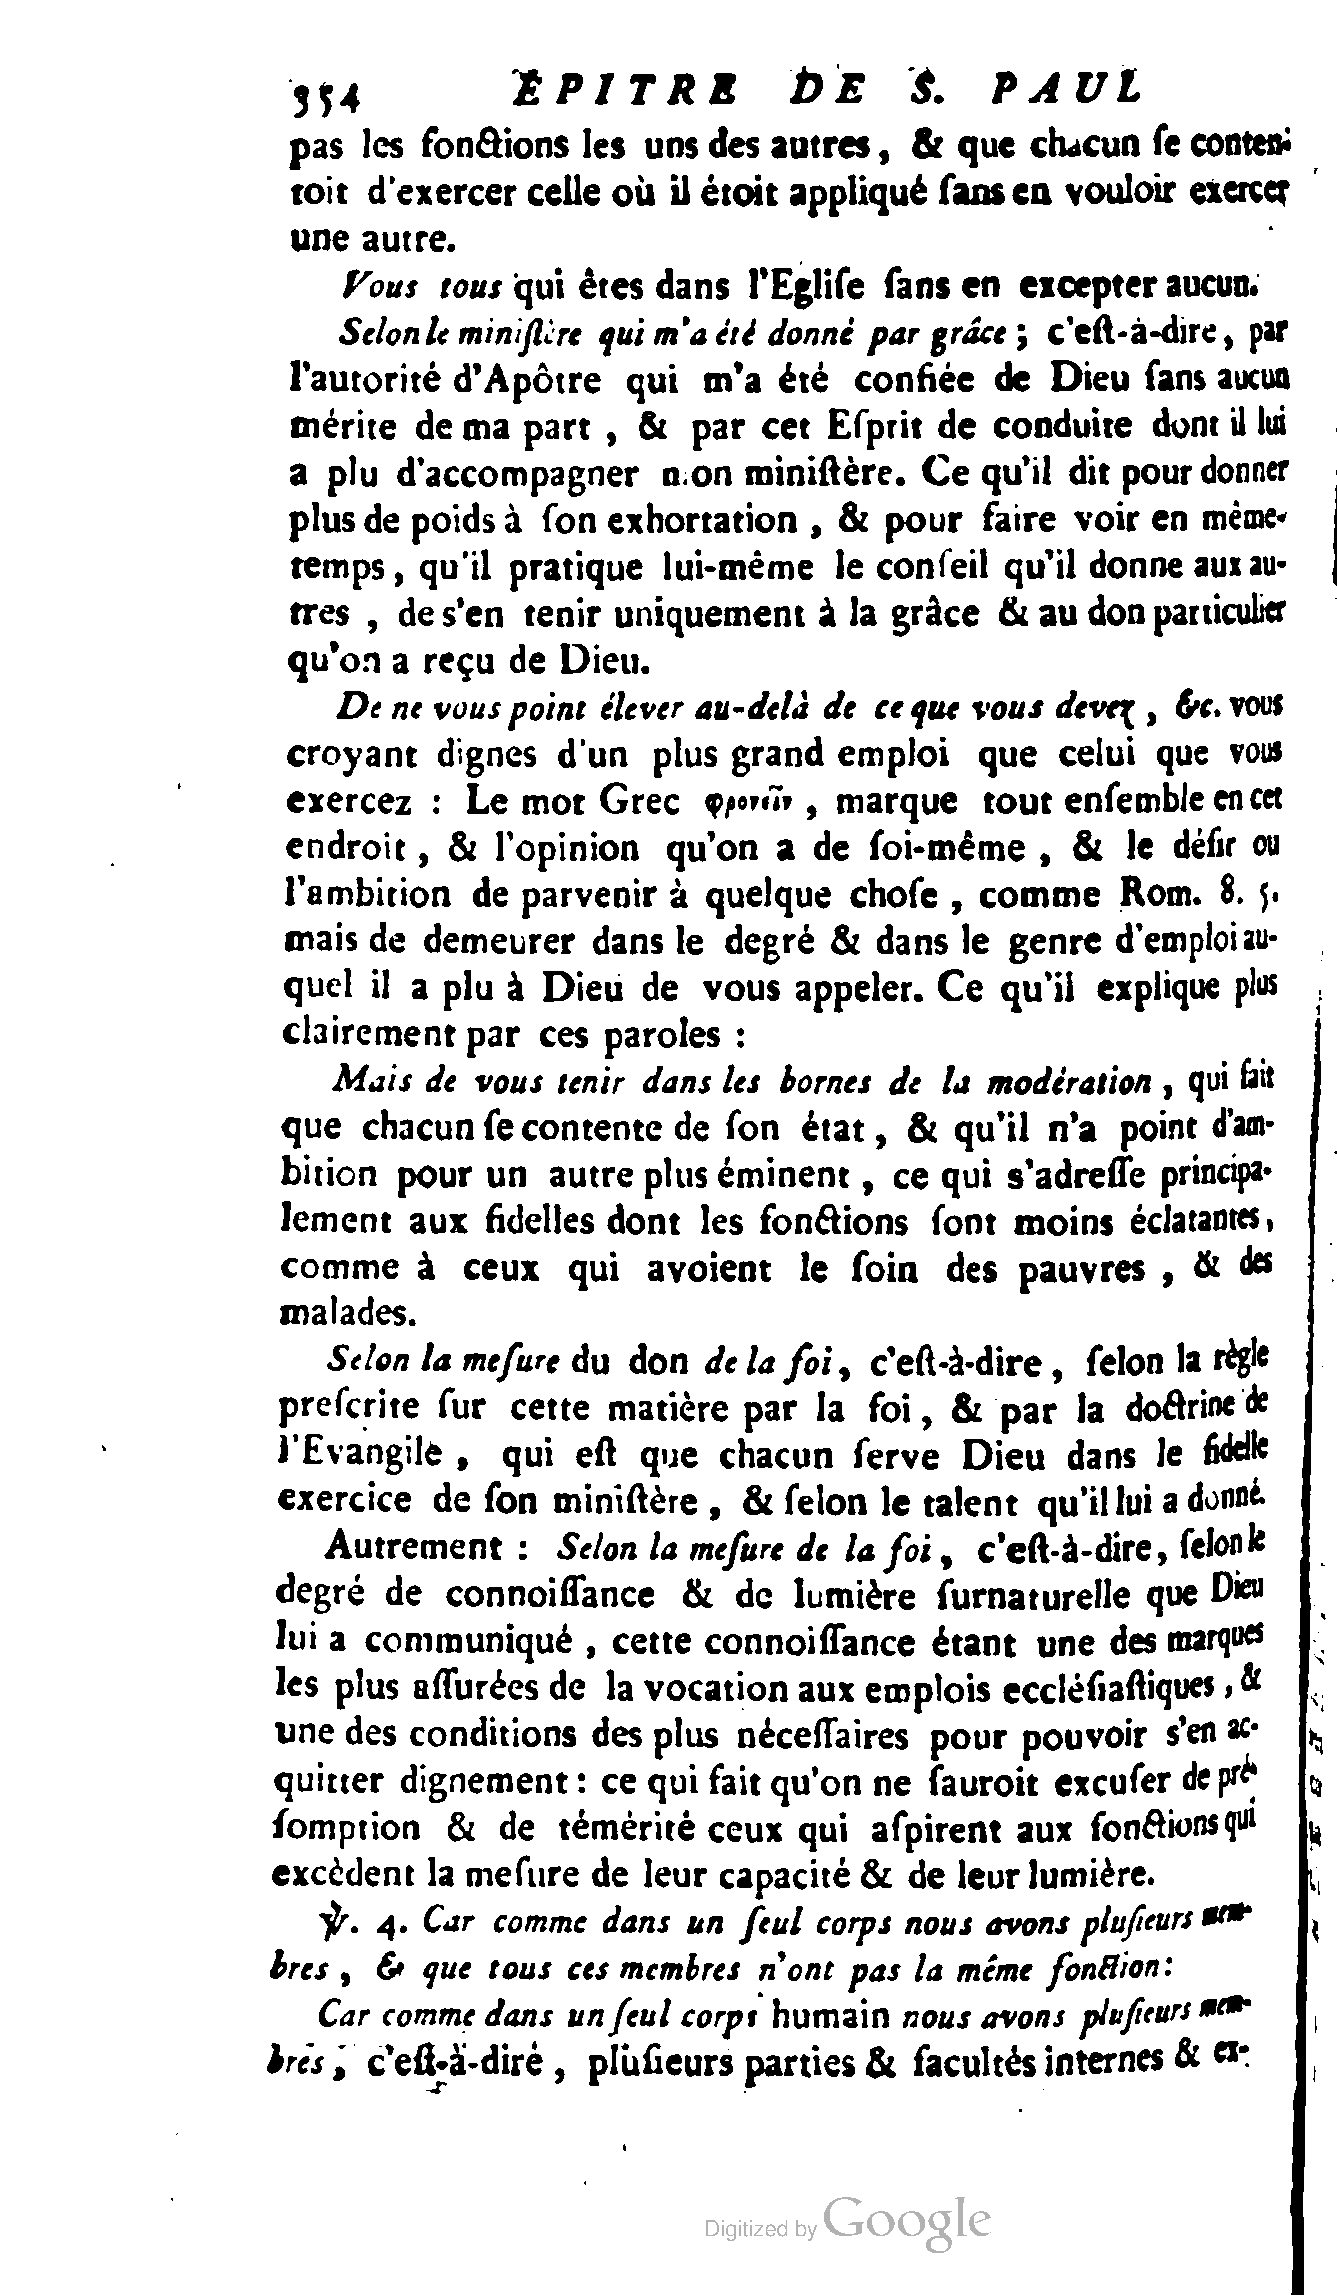 354 ÉPITRE DE S. PAUL
pas les fonctions les uns des autres, & que chacun ſe conten-
toit d'exercer celle où il étoit appliqué ſans en vouloir exercer
une autre.
Vous tous qui êtes dans l'Egliſe ſans en excepter aucun.
Selon le miniſtère qui m'a été donné par grâce ; c'eſt-à-dire, par
l'autorité d'Apôtre qui m'a été confiée de Dieu ſans aucun
mérite de ma part , & par cet Eſprit de conduite dont il lui
a plu d'accompagner mon miniſtère. Ce qu'il dit pour donner
plus de poids à ſon exhortation , & pour faire voir en même-
temps, qu'il pratique lui-même le conſeil qu'il donne aux au-
tres , de s'en tenir uniquement à la grâce & au don particulier
qu'on a reçu de Dieu.
De ne vous point élever au-delà de ce que vous devez , &c. vous
croyant dignes d'un plus grand emploi que celui que vous
exercez : Le mot Grec φρονεῖν , marque tout enſemble en cet
endroit , & l'opinion qu'on a de ſoi-même , & le déſir ou
l'ambition de parvenir à quelque choſe , comme Rom. 8. 5.
mais de demeurer dans le degré & dans le genre d'emploi au-
quel il a plu à Dieu de vous appeler. Ce qu'il explique plus
clairement par ces paroles :
Mais de vous tenir dans les bornes de la modération , qui fait
que chacun ſe contente de ſon état, & qu'il n'a point d'am-
bition pour un autre plus éminent , ce qui s'adreſſe principa-
lement aux fidelles dont les fonctions ſont moins éclatantes,
comme à ceux qui avoient le ſoin des pauvres , & des
malades.
Selon la meſure du don de la foi, c'eſt-à-dire , ſelon la règle
preſcrite ſur cette matière par la foi, & par la doctrine de
l'Evangile , qui eſt que chacun ſerve Dieu dans le fidelle
exercice de ſon miniſtère , & ſelon le talent qu'il lui a donné.
Autrement : Selon la meſure de la foi, c'eſt-à-dire, ſelon le
degré de connoiſſance & de lumière ſurnaturelle que Dieu
lui a communiqué , cette connoiſſance étant une des marques
les plus aſſurées de la vocation aux emplois eccléſiaſtiques , &
une des conditions des plus néceſſaires pour pouvoir s'en ac-
quitter dignement : ce qui fait qu'on ne ſauroit excuſer de pré-
ſomption & de témérité ceux qui aſpirent aux fonctions qui
excèdent la meſure de leur capacité & de leur lumière.
℣. 4. Car comme dans un ſeul corps nous avons pluſieurs mem-
bres , & que tous ces membres n'ont pas la même fonction :
Car comme dans un ſeul corps humain nous avons pluſieurs mem-
bres , c'eſt-à-dire , pluſieurs parties & facultés internes & ex-
Digitized by Google